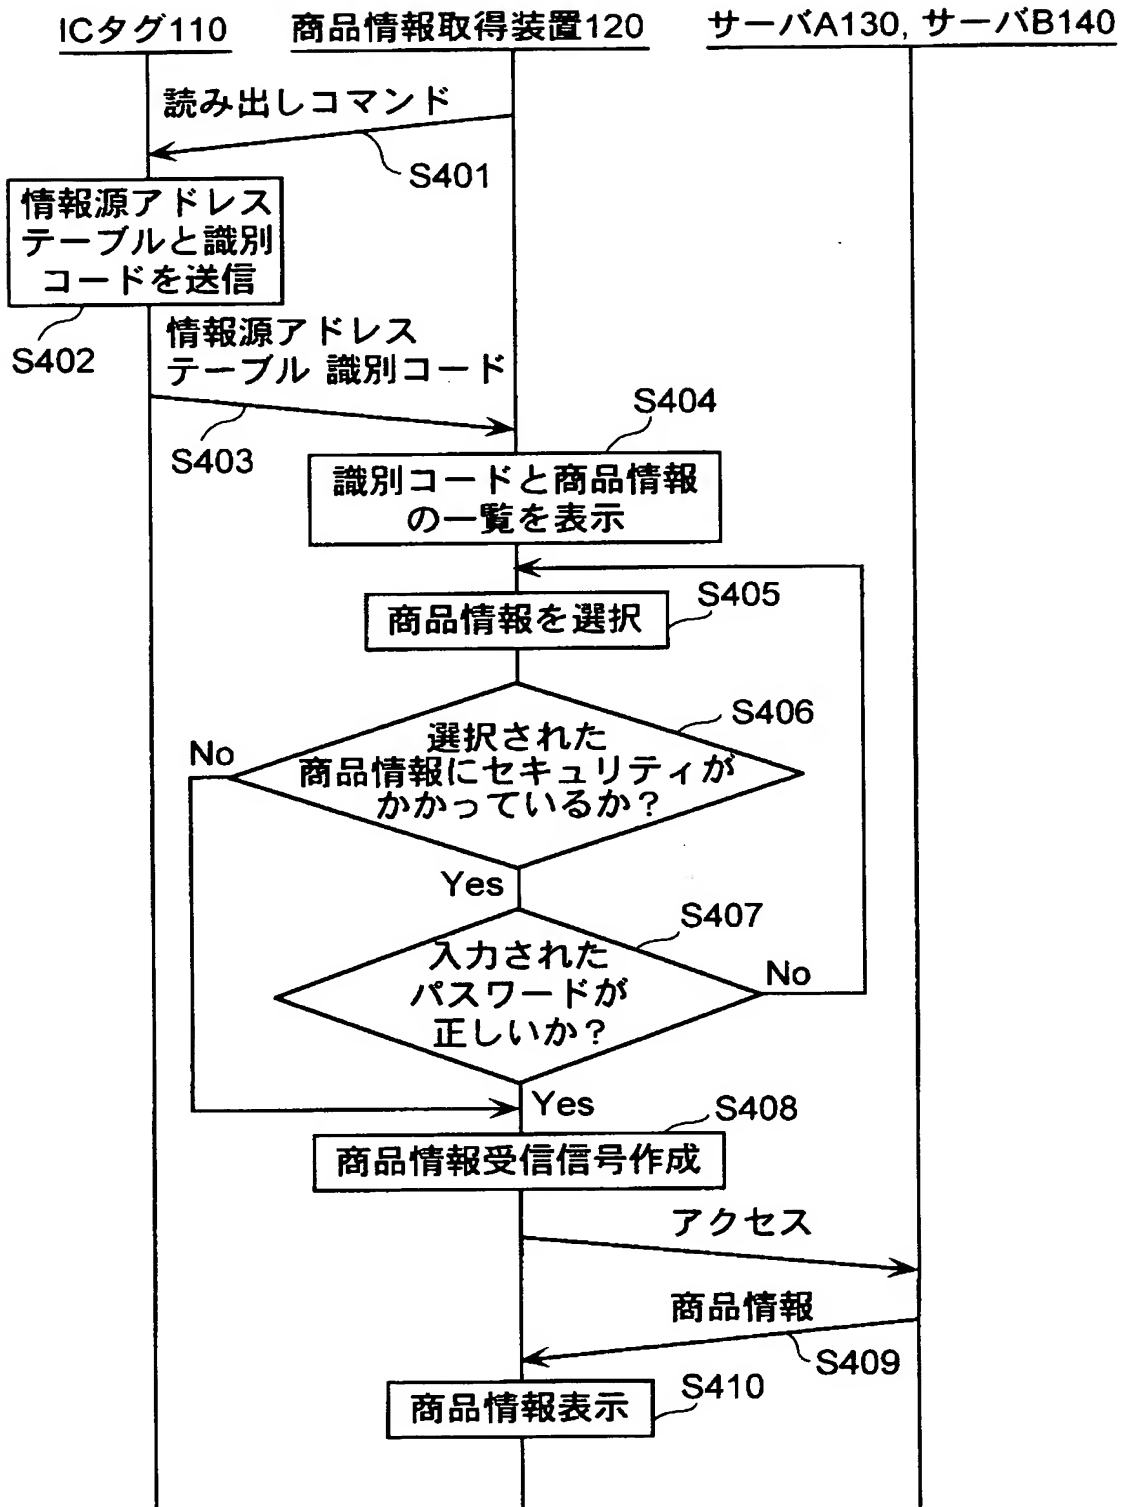 ICタグ110
商品情報取得装置120
サーバA130, サーバB140
読み出しコマンド
S401
情報源アドレス
テーブルと識別
コードを送信
S402
情報源アドレス
テーブル 識別コード
S403
S404
識別コードと商品情報
の一覧を表示
S405
商品情報を選択
S406
選択された
商品情報にセキュリティが
かかっているか?
No
Yes
S407
入力された
パスワードが
正しいか?
No
Yes
S408
商品情報受信信号作成
アクセス
商品情報
S409
S410
商品情報表示